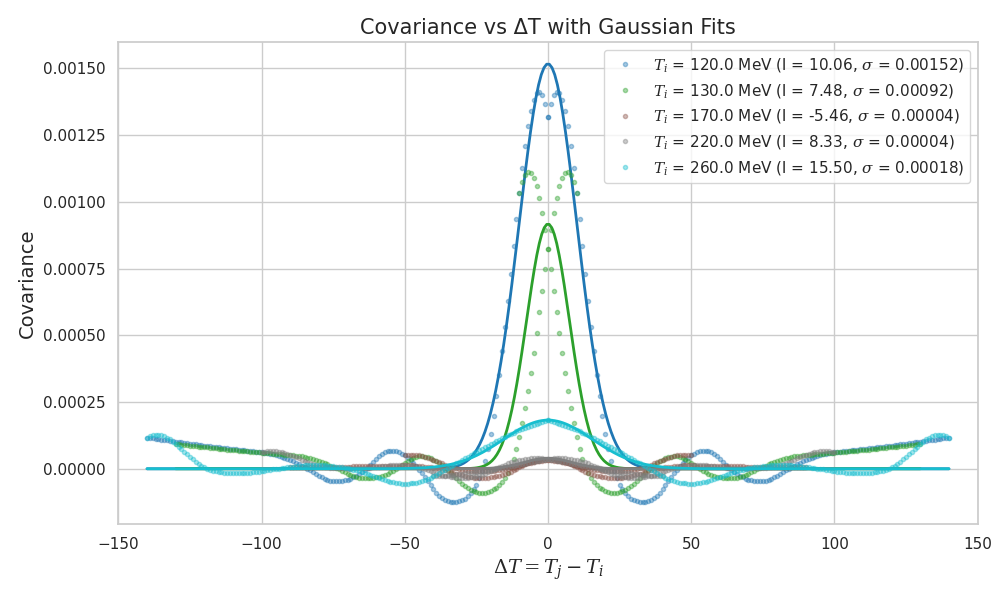 Covariance vs ΔT with Gaussian Fits
0.00150
0.00125
0.00100
0.00075
0.00050
0.00025
0.00000
Covariance
T_i = 120.0 MeV (l = 10.06, σ = 0.00152)
T_i = 130.0 MeV (l = 7.48, σ = 0.00092)
T_i = 170.0 MeV (l = -5.46, σ = 0.00004)
T_i = 220.0 MeV (l = 8.33, σ = 0.00004)
T_i = 260.0 MeV (l = 15.50, σ = 0.00018)
−150 −100 −50 0 50 100 150
ΔT = T_j − T_i